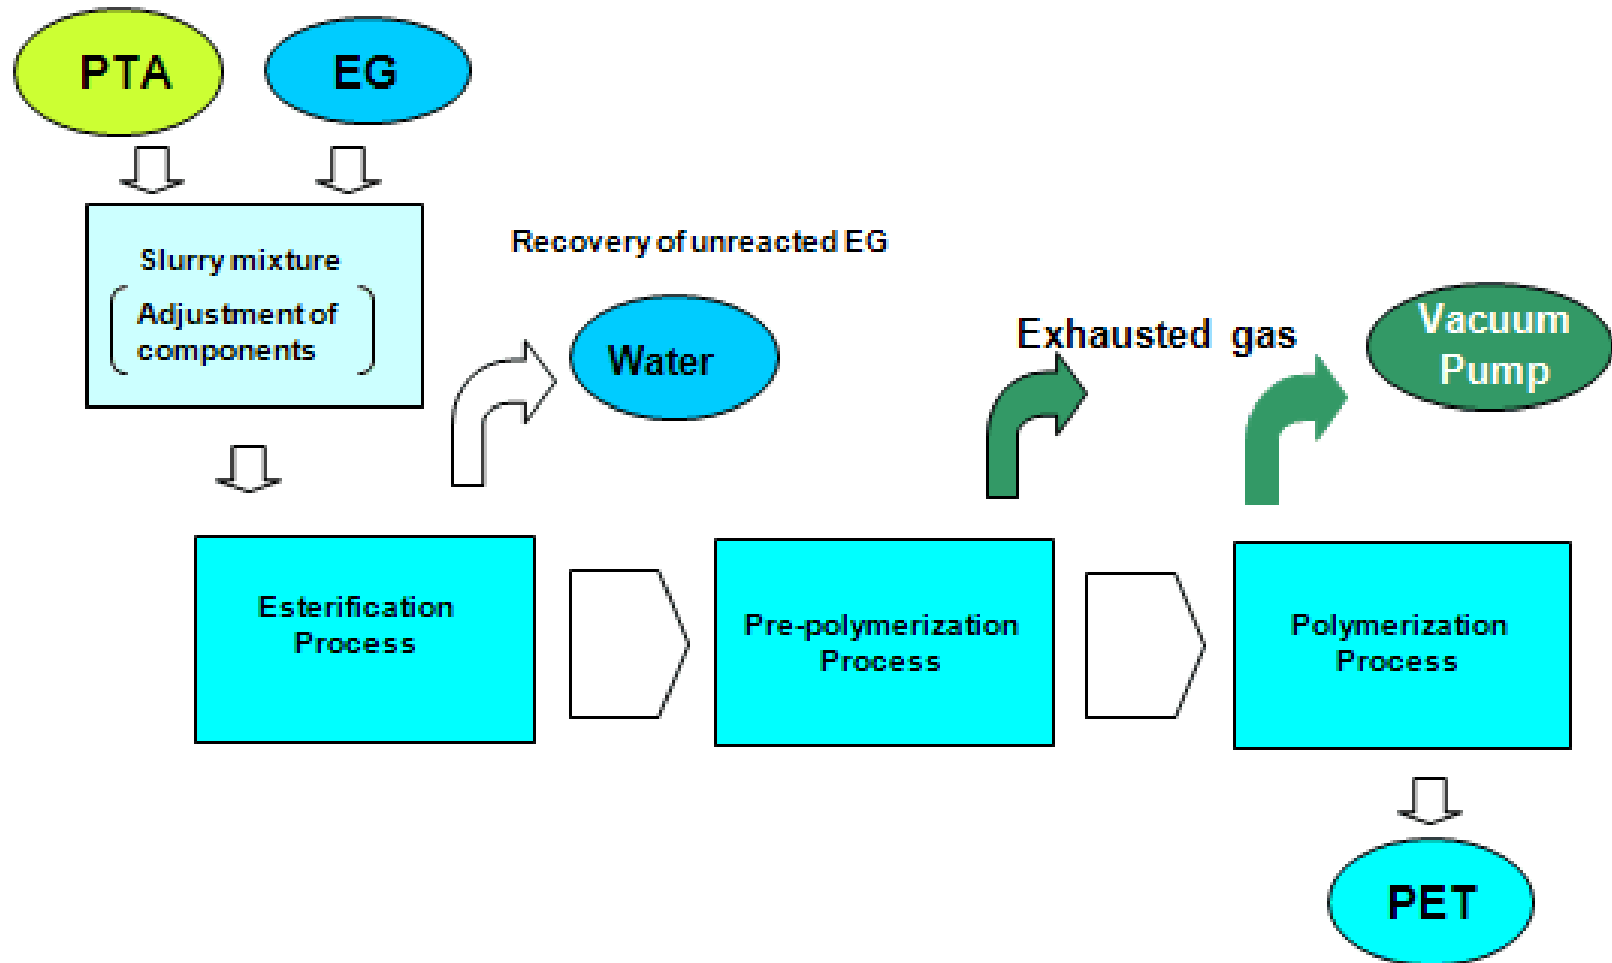 PTA
EG
Slurry mixture
Adjustment of
components
Recovery of unreacted EG
Water
Exhausted gas
Vacuum
Pump
Esterification
Process
Pre-polymerization
Process
Polymerization
Process
PET